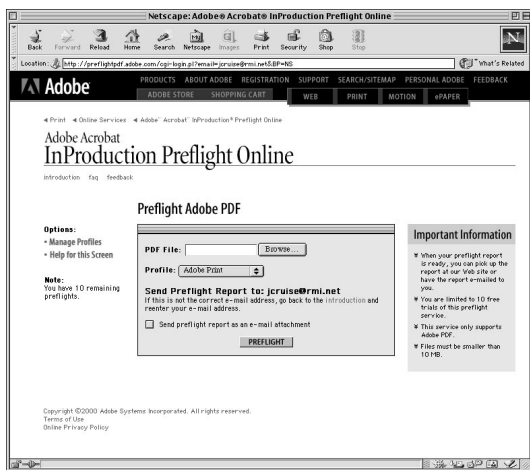 Netscape: Adobe® Acrobat® InProduction Preflight Online
Back Forward Reload Home Search Netscape Images Print Security Shop Stop
N
Location: http://preflightpdf.adobe.com/cgi-login.pl?email=jcruise@rmi.net&BP=NS What's Related
Adobe
PRODUCTS ABOUT ADOBE REGISTRATION SUPPORT SEARCH/SITEMAP PERSONAL ADOBE FEEDBACK
ADOBE STORE SHOPPING CART WEB PRINT MOTION ePAPER
Print Online Services Adobe® Acrobat® InProduction® Preflight Online
Adobe Acrobat
InProduction Preflight Online
introduction faq feedback
Preflight Adobe PDF
Options:
• Manage Profiles
• Help for this Screen
Note:
You have 10 remaining
preflights.
PDF File: Browse...
Profile: Adobe Print
Send Preflight Report to: jcruise@rmi.net
If this is not the correct e-mail address, go back to the introduction and
reenter your e-mail address.
Send preflight report as an e-mail attachment
PREFLIGHT
Important Information
¥ When your preflight report
is ready, you can pick up the
report at our Web site or
have the report e-mailed to
you.
¥ You are limited to 10 free
trials of this preflight
service.
¥ This service only supports
Adobe PDF.
¥ Files must be smaller than
10 MB.
Copyright ©2000 Adobe Systems Incorporated. All rights reserved.
Terms of Use
Online Privacy Policy